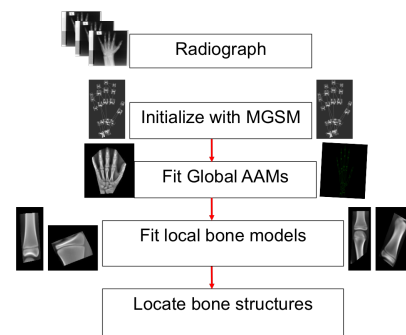 Radiograph
Initialize with MGSM
Fit Global AAMs
Fit local bone models
Locate bone structures